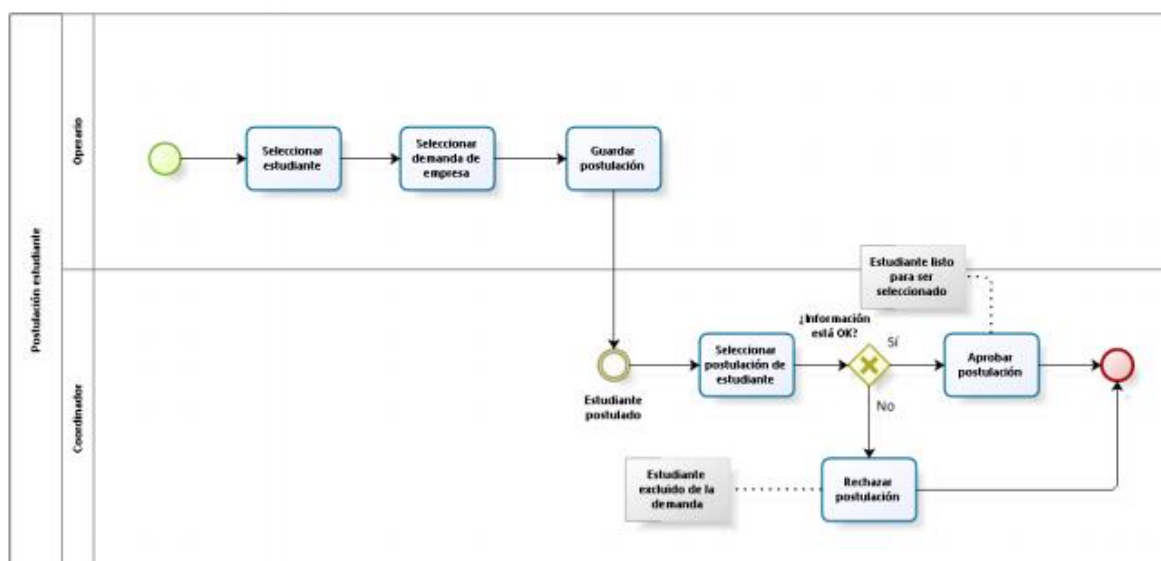 Postulación estudiante
Operario
Seleccionar
estudiante
Seleccionar
demanda de
empresa
Guardar
postulación
Coordinador
Estudiante listo
para ser
seleccionado
Estudiante
postulado
Seleccionar
postulación de
estudiante
¿Información
está OK?
Sí
No
Aprobar
postulación
Estudiante
excluido de la
demanda
Rechazar
postulación